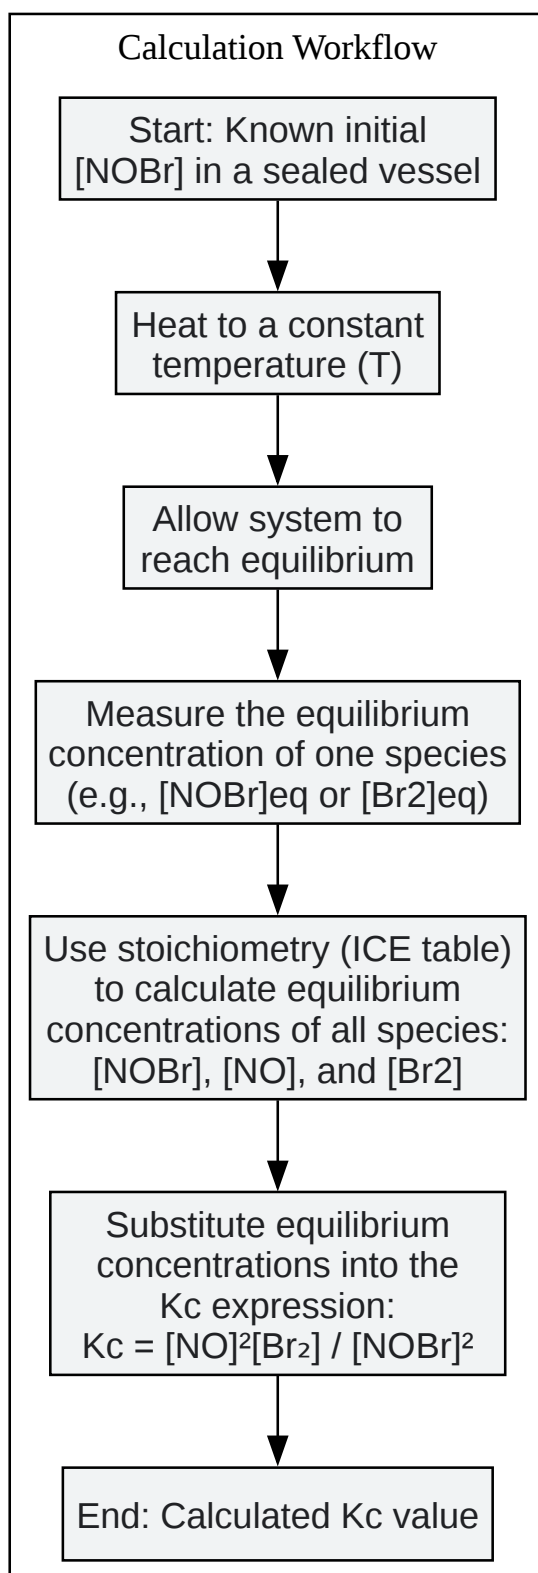 Calculation Workflow
Start: Known initial
[NOBr] in a sealed vessel
Heat to a constant
temperature (T)
Allow system to
reach equilibrium
Measure the equilibrium
concentration of one species
(e.g., [NOBr]eq or [Br2]eq)
Use stoichiometry (ICE table)
to calculate equilibrium
concentrations of all species:
[NOBr], [NO], and [Br2]
Substitute equilibrium
concentrations into the
Kc expression:
Kc = [NO]²[Br₂] / [NOBr]²
End: Calculated Kc value